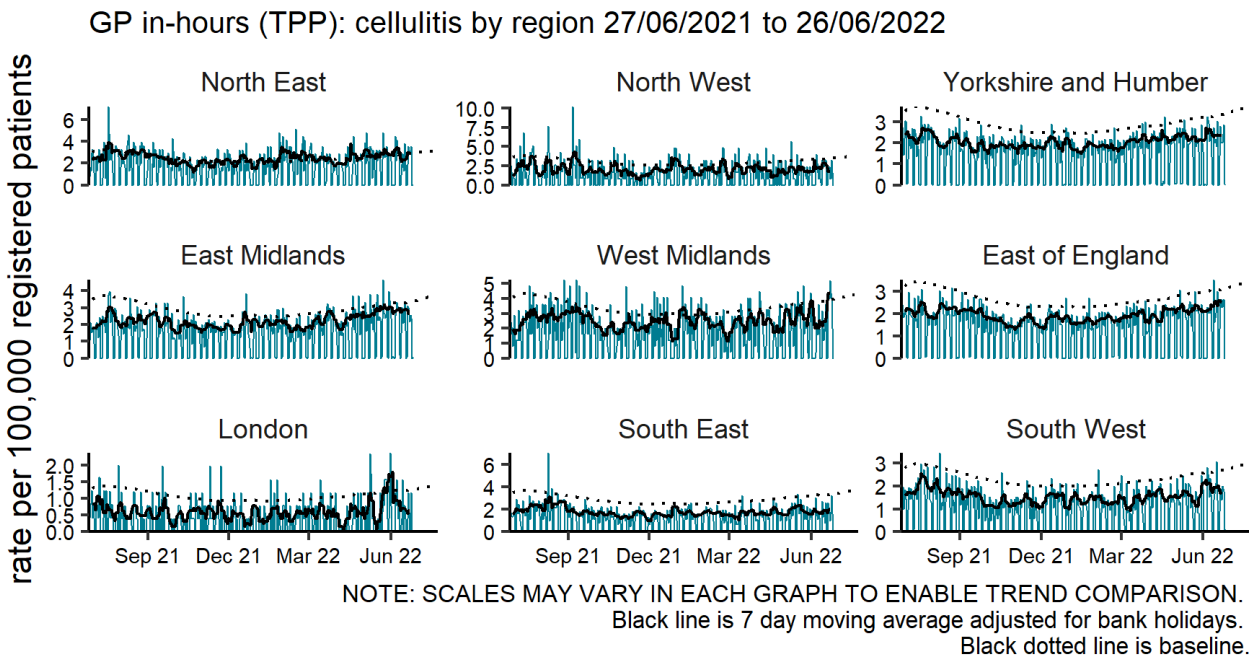 GP in-hours (TPP): cellulitis by region 27/06/2021 to 26/06/2022
rate per 100,000 registered patients
North East
6
4
2
0
North West
10.0
7.5
5.0
2.5
0.0
Yorkshire and Humber
3
2
1
0
East Midlands
4
3
2
1
0
West Midlands
5
4
3
2
1
0
East of England
3
2
1
0
London
2.0
1.5
1.0
0.5
0.0
Sep 21 Dec 21 Mar 22 Jun 22
South East
6
4
2
0
Sep 21 Dec 21 Mar 22 Jun 22
South West
3
2
1
0
Sep 21 Dec 21 Mar 22 Jun 22
NOTE: SCALES MAY VARY IN EACH GRAPH TO ENABLE TREND COMPARISON.
Black line is 7 day moving average adjusted for bank holidays.
Black dotted line is baseline.